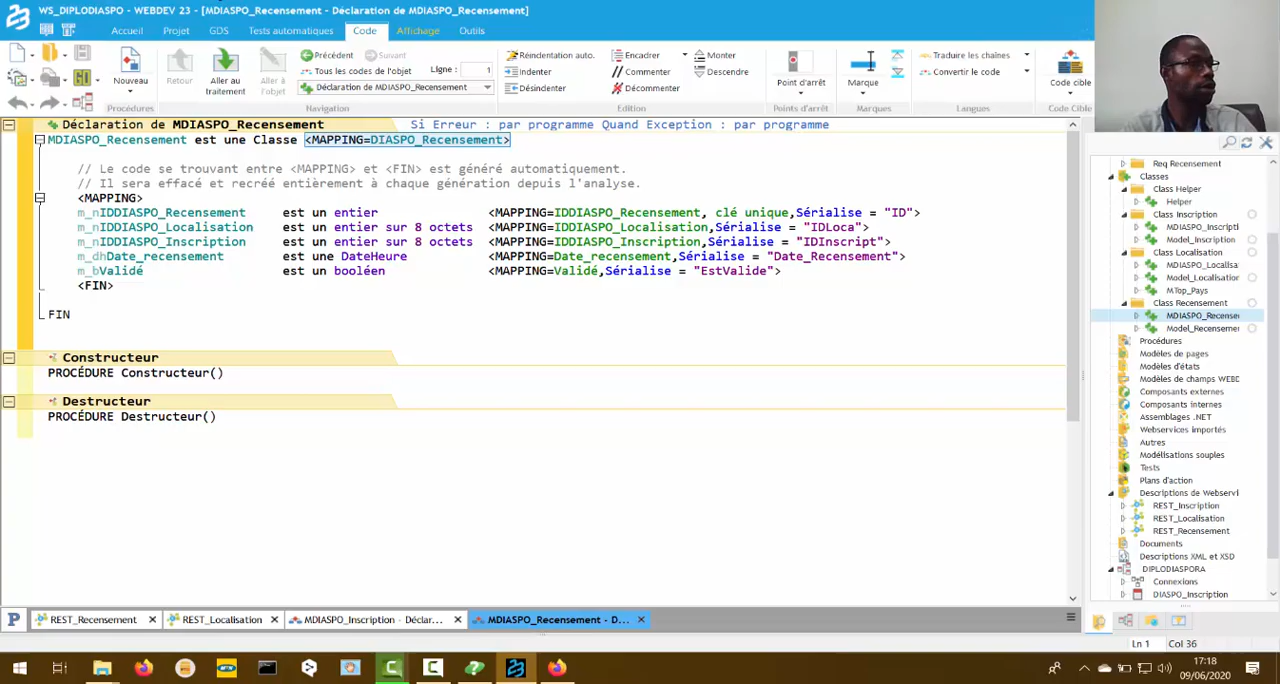 WS_DIPLODIASPO - WEBDEV 23 - [MDIASPO_Recensement - Déclaration de MDIASPO_Recensement]
Accueil Projet GDS Tests automatiques Code Affichage Outils
Nouveau
Procédures
Retour
Aller au traitement
Aller à l'objet
Précédent Suivant
Tous les codes de l'objet Ligne : 1
Déclaration de MDIASPO_Recensement
Navigation
Réindentation auto.
Indenter
Désindenter
Encadrer
// Commenter
Décommenter
Monter
Descendre
Edition
Point d'arrêt
Points d'arrêt
Marque
Marques
Traduire les chaînes
Convertir le code
Langues
Code cible
Code Cible
Déclaration de MDIASPO_Recensement Si Erreur : par programme Quand Exception : par programme
MDIASPO_Recensement est une Classe <MAPPING=DIASPO_Recensement>
// Le code se trouvant entre <MAPPING> et <FIN> est généré automatiquement.
// Il sera effacé et recréé entièrement à chaque génération depuis l'analyse.
<MAPPING>
m_nIDDIASPO_Recensement est un entier <MAPPING=IDDIASPO_Recensement, clé unique,Sérialise = "ID">
m_nIDDIASPO_Localisation est un entier sur 8 octets <MAPPING=IDDIASPO_Localisation,Sérialise = "IDLoca">
m_nIDDIASPO_Inscription est un entier sur 8 octets <MAPPING=IDDIASPO_Inscription,Sérialise = "IDInscript">
m_dhDate_recensement est une DateHeure <MAPPING=Date_recensement,Sérialise = "Date_Recensement">
m_bValidé est un booléen <MAPPING=Validé,Sérialise = "EstValide">
<FIN>
FIN
Constructeur
PROCÉDURE Constructeur()
Destructeur
PROCÉDURE Destructeur()
Req Recensement
Classes
Class Helper
Helper
Class Inscription
MDIASPO_Inscripti
Model_Inscription
Class Localisation
MDIASPO_Localisa
Model_Localisation
MTop_Pays
Class Recensement
MDIASPO_Recense
Model_Recenseme
Procédures
Modèles de pages
Modèles d'états
Modèles de champs WEBD
Composants externes
Composants internes
Assemblages .NET
Webservices importés
Autres
Modélisations souples
Tests
Plans d'action
Descriptions de Webservi
REST_Inscription
REST_Localisation
REST_Recensement
Documents
Descriptions XML et XSD
DIPLODIASPORA
Connexions
DIASPO_Inscription
REST_Recensement REST_Localisation MDIASPO_Inscription - Déclar... MDIASPO_Recensement - D...
Ln 1 Col 36
17:18
09/06/2020